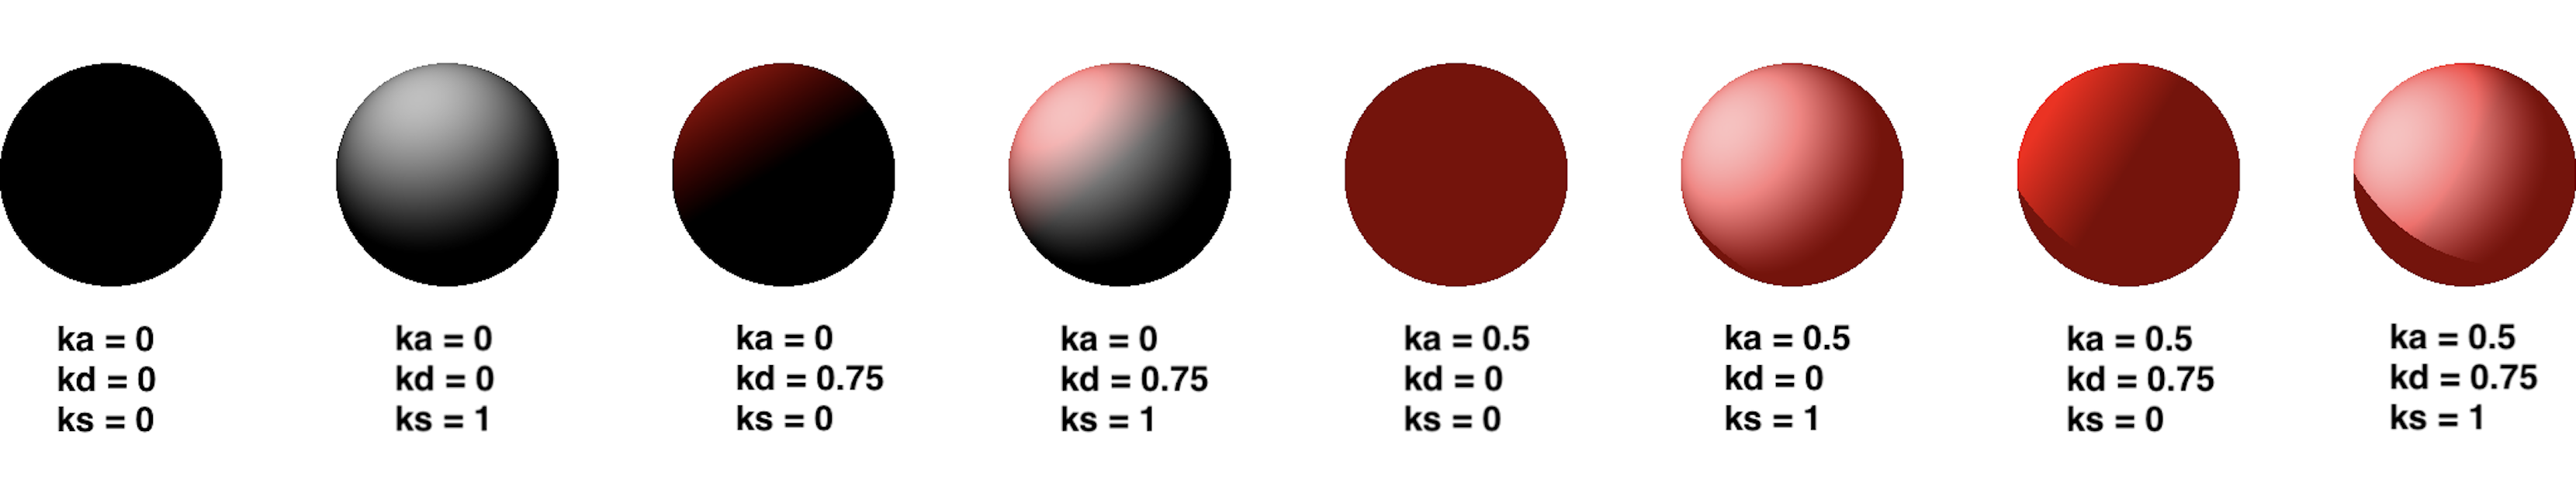 ka = 0
kd = 0
ks = 0
ka = 0
kd = 0
ks = 1
ka = 0
kd = 0.75
ks = 0
ka = 0
kd = 0.75
ks = 1
ka = 0.5
kd = 0
ks = 0
ka = 0.5
kd = 0
ks = 1
ka = 0.5
kd = 0.75
ks = 0
ka = 0.5
kd = 0.75
ks = 1